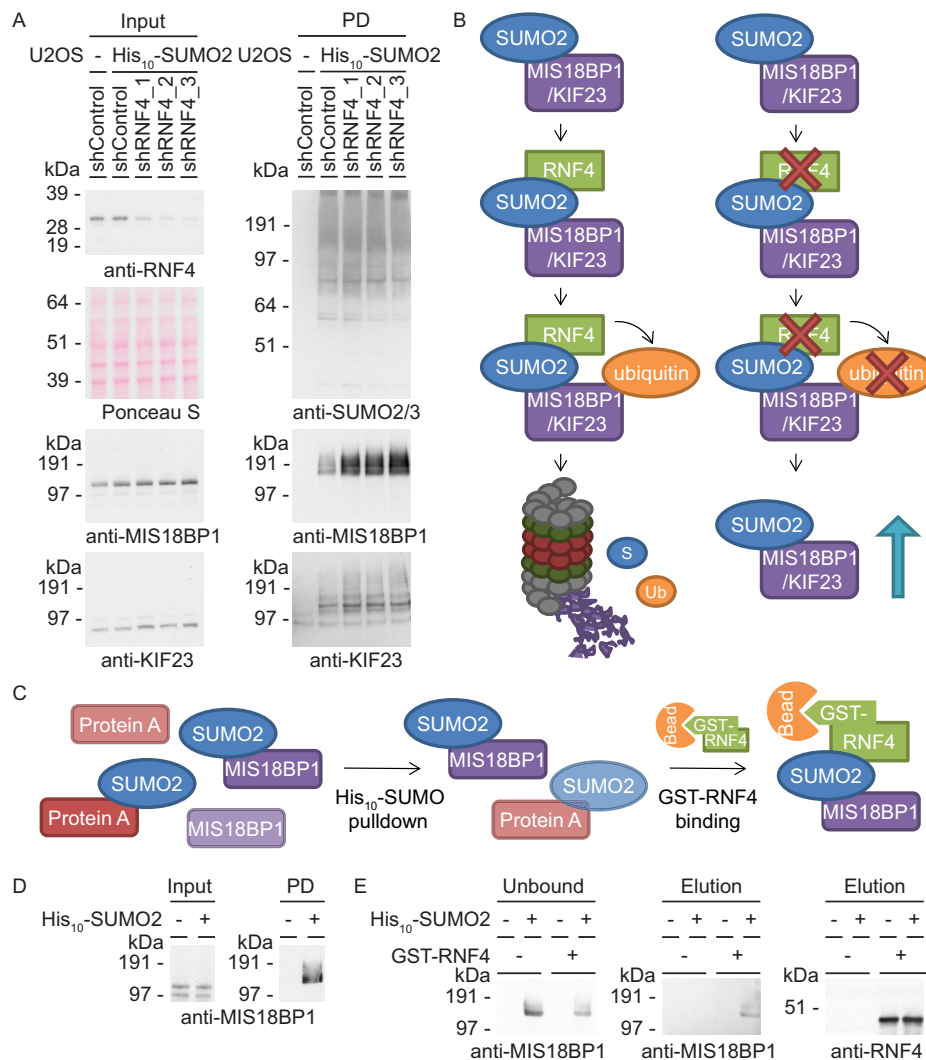 A
Input
PD
U2OS - His10-SUMO2
U2OS - His10-SUMO2
shControl
shControl
shRNF4_1
shRNF4_2
shRNF4_3
shControl
shControl
shRNF4_1
shRNF4_2
shRNF4_3
kDa
39 -
28 -
19 -
anti-RNF4
64 -
51 -
39 -
Ponceau S
kDa
191 -
97 -
anti-MIS18BP1
kDa
191 -
97 -
anti-KIF23
kDa
191 -
97 -
64 -
51 -
anti-SUMO2/3
kDa
191 -
97 -
anti-MIS18BP1
kDa
191 -
97 -
anti-KIF23
B
SUMO2
MIS18BP1
/KIF23
RNF4
SUMO2
MIS18BP1
/KIF23
RNF4
SUMO2
ubiquitin
MIS18BP1
/KIF23
S
Ub
SUMO2
MIS18BP1
/KIF23
RNF4
SUMO2
MIS18BP1
/KIF23
RNF4
SUMO2
ubiquitin
MIS18BP1
/KIF23
SUMO2
MIS18BP1
/KIF23
C
Protein A
SUMO2
MIS18BP1
SUMO2
Protein A
MIS18BP1
His10-SUMO
pulldown
SUMO2
MIS18BP1
SUMO2
Protein A
Bead
GST-
RNF4
GST-RNF4
binding
Bead
GST-
RNF4
SUMO2
MIS18BP1
D
Input
PD
His10-SUMO2 - + - +
kDa
191 -
97 -
kDa
191 -
97 -
anti-MIS18BP1
E
Unbound
Elution
Elution
His10-SUMO2 - + - + - + - + - + - +
GST-RNF4 - + - + - +
kDa
191 -
97 -
anti-MIS18BP1
kDa
191 -
97 -
anti-MIS18BP1
kDa
51 -
anti-RNF4